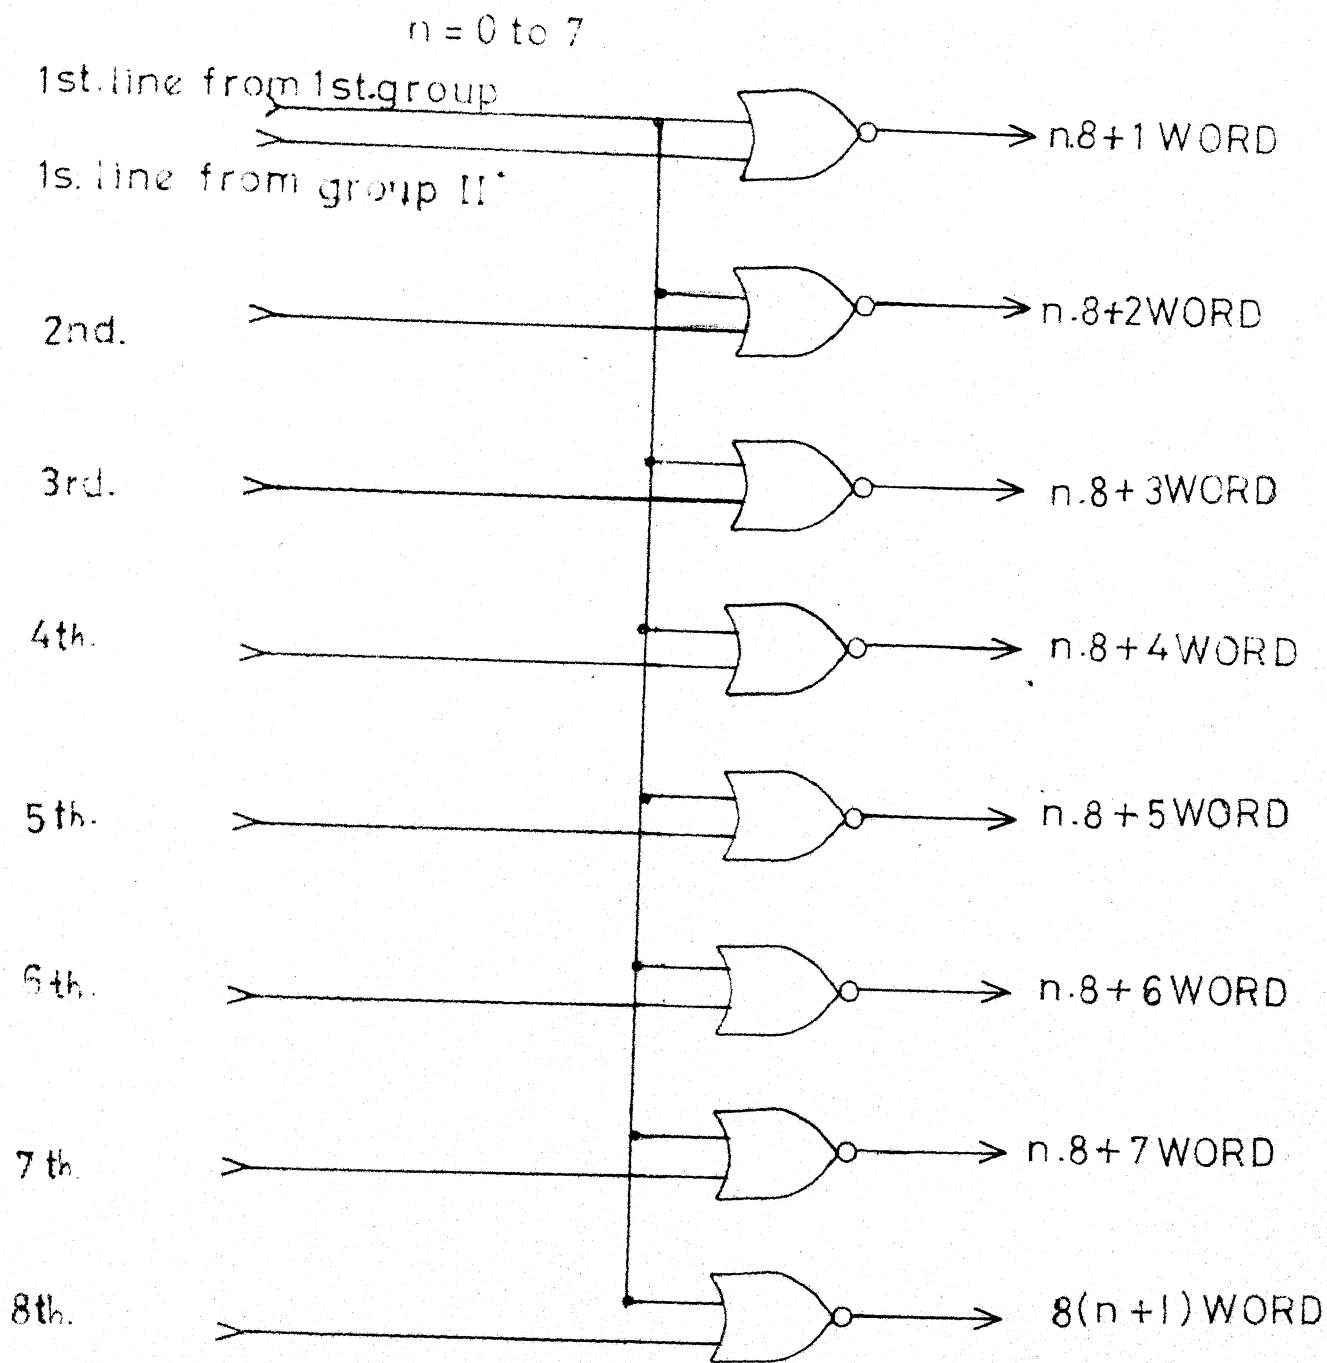 n = 0 to 7
1st. line from 1st. group
n.8+1 WORD
1s. line from group II
n.8+2WORD
2nd.
3rd.
n.8+3WORD
4th.
n.8+4WORD
5th.
n.8+5WORD
6th.
n.8+6WORD
7th.
n.8+7WORD
8th.
8(n+1) WORD